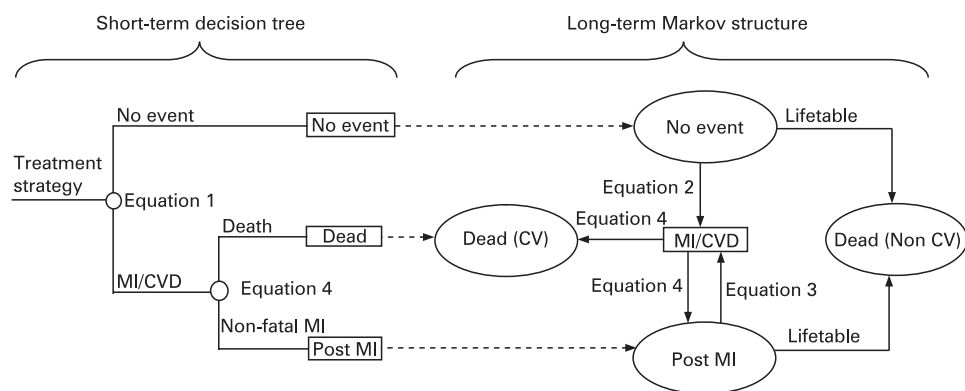 Short-term decision tree
Long-term Markov structure
No event
No event
No event
Lifetable
Treatment
strategy
Equation 1
Equation 2
Death
Dead
Dead (CV)
Equation 4
MI/CVD
Dead (Non CV)
MI/CVD
Equation 4
Equation 4
Equation 3
Non-fatal MI
Post MI
Post MI
Lifetable